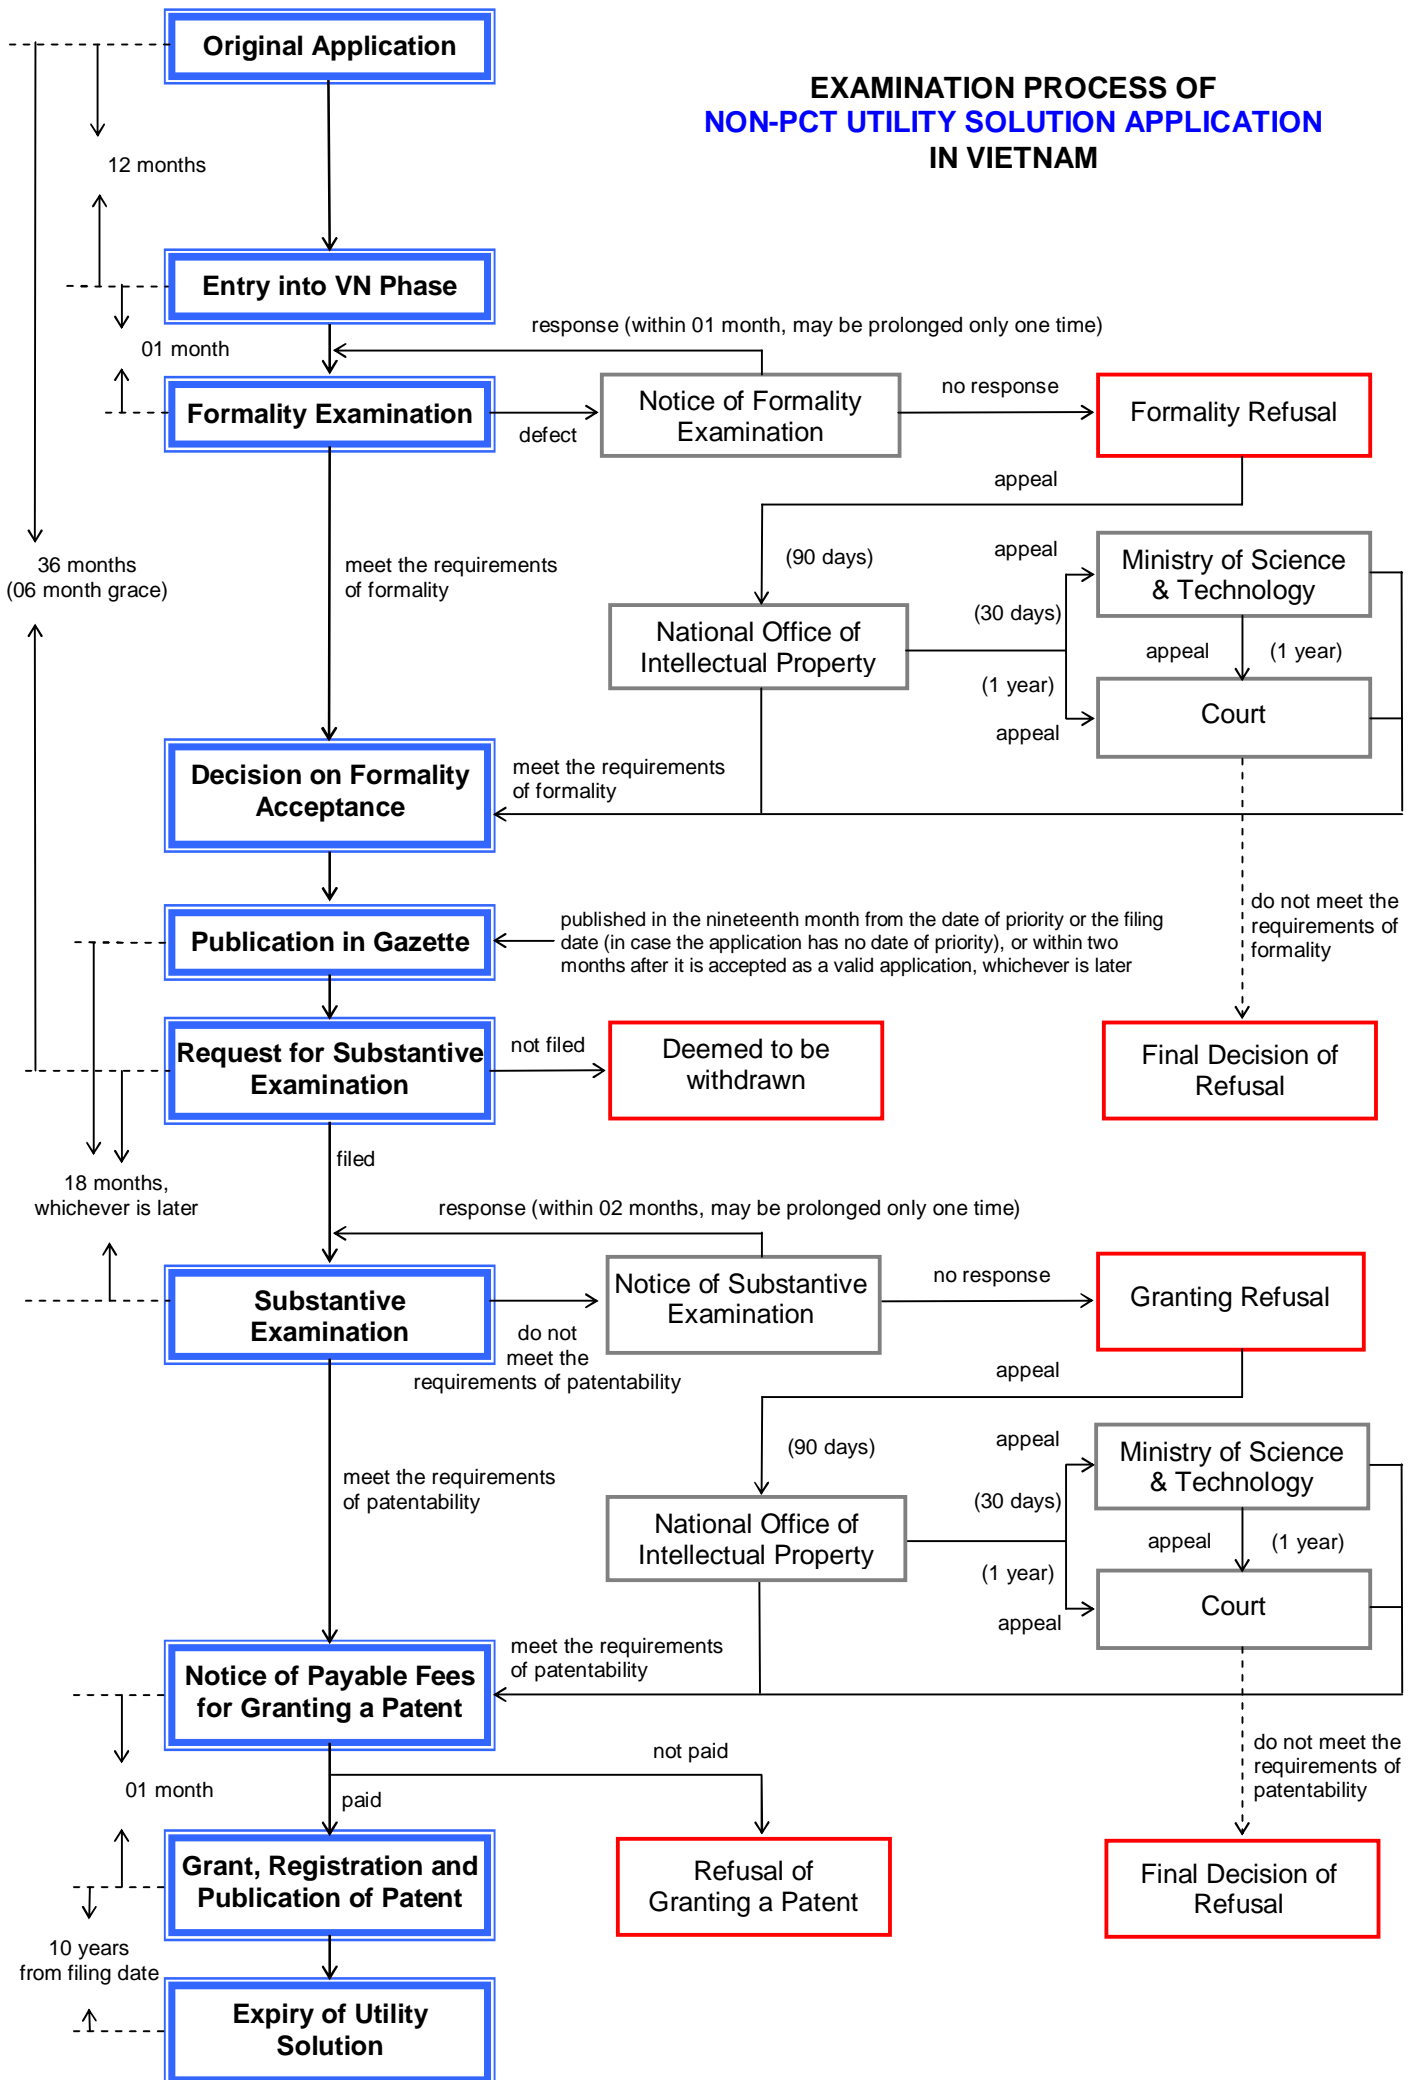 Original Application
EXAMINATION PROCESS OF
NON-PCT UTILITY SOLUTION APPLICATION
IN VIETNAM
12 months
Entry into VN Phase
response (within 01 month, may be prolonged only one time)
01 month
Formality Examination
defect
Notice of Formality
Examination
no response
Formality Refusal
appeal
36 months
(06 month grace)
meet the requirements
of formality
(90 days)
appeal
(30 days)
Ministry of Science
& Technology
National Office of
Intellectual Property
appeal
(1 year)
(1 year)
appeal
Court
Decision on Formality
Acceptance
meet the requirements
of formality
do not meet the
requirements of
formality
Publication in Gazette
published in the nineteenth month from the date of priority or the filing
date (in case the application has no date of priority), or within two
months after it is accepted as a valid application, whichever is later
Request for Substantive
Examination
not filed
Deemed to be
withdrawn
Final Decision of
Refusal
filed
18 months,
whichever is later
response (within 02 months, may be prolonged only one time)
Substantive
Examination
do not
meet the
requirements of patentability
Notice of Substantive
Examination
no response
Granting Refusal
appeal
meet the requirements
of patentability
(90 days)
appeal
(30 days)
Ministry of Science
& Technology
National Office of
Intellectual Property
appeal
(1 year)
(1 year)
appeal
Court
Notice of Payable Fees
for Granting a Patent
meet the requirements
of patentability
do not meet the
requirements of
patentability
not paid
01 month
paid
Grant, Registration and
Publication of Patent
Refusal of
Granting a Patent
Final Decision of
Refusal
10 years
from filing date
Expiry of Utility
Solution